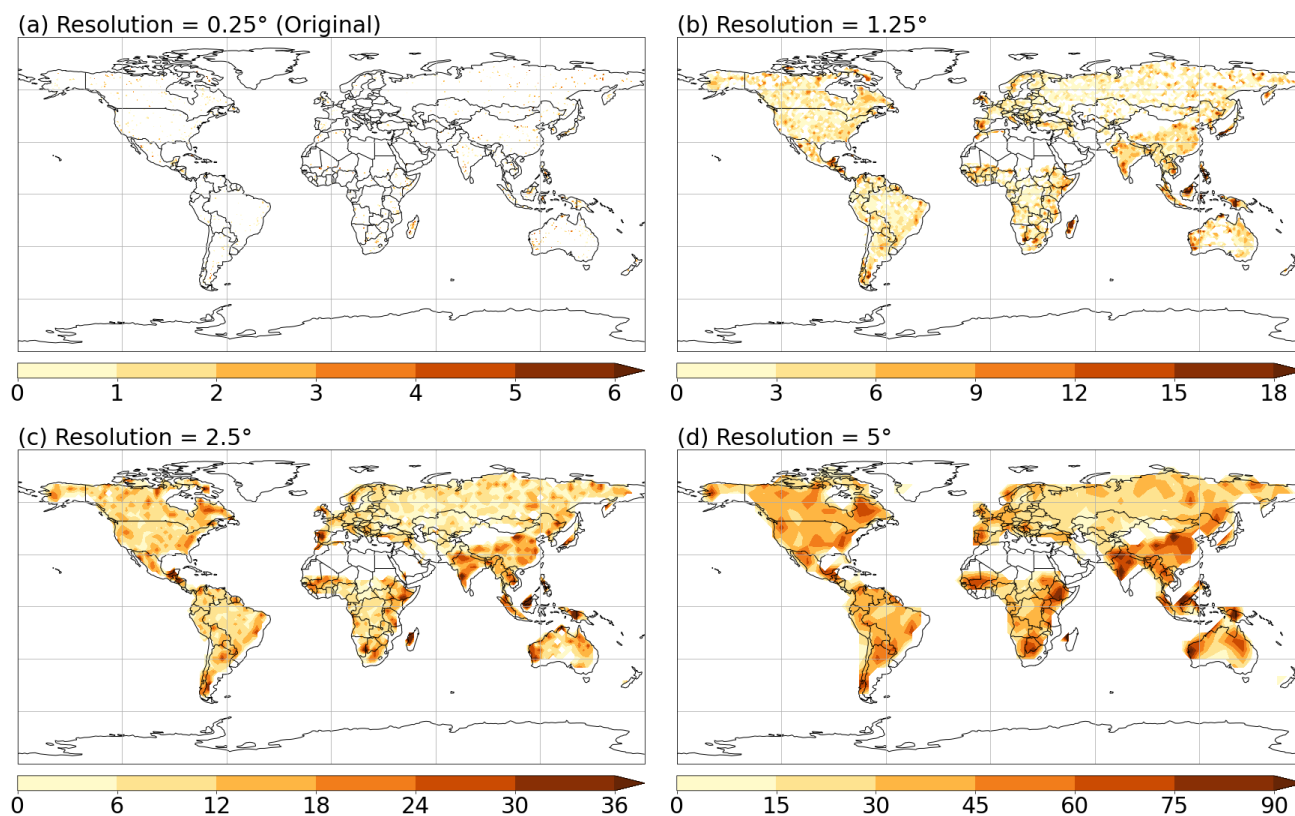 (a) Resolution = 0.25° (Original)
(b) Resolution = 1.25°
0 1 2 3 4 5 6
0 3 6 9 12 15 18
(c) Resolution = 2.5°
(d) Resolution = 5°
0 6 12 18 24 30 36
0 15 30 45 60 75 90